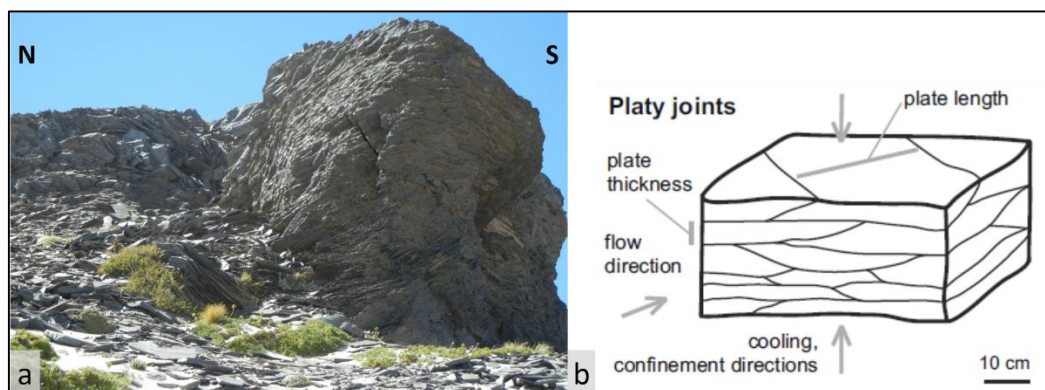 N
S
a
Platy joints
plate length
plate
thickness
flow
direction
cooling,
confinement directions
10 cm
b